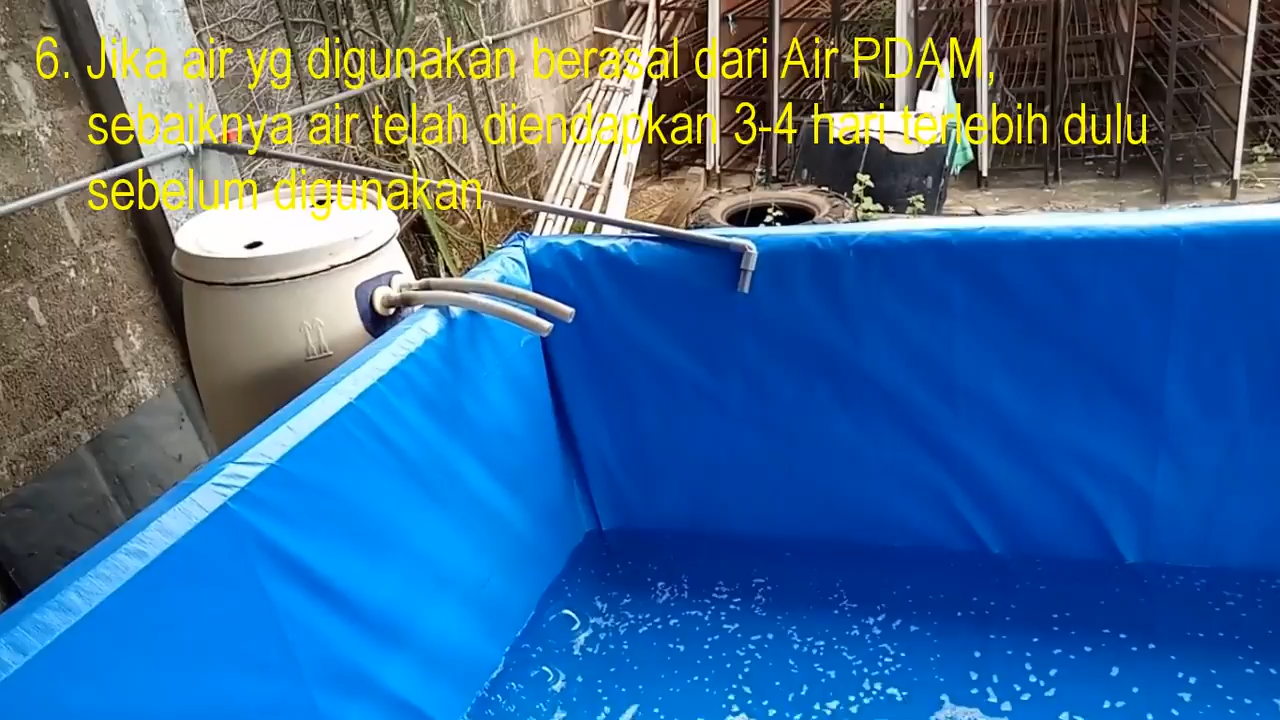 6. Jika air yg digunakan berasal dari Air PDAM,
sebaiknya air telah diendapkan 3-4 hari terlebih dulu
sebelum digunakan
M